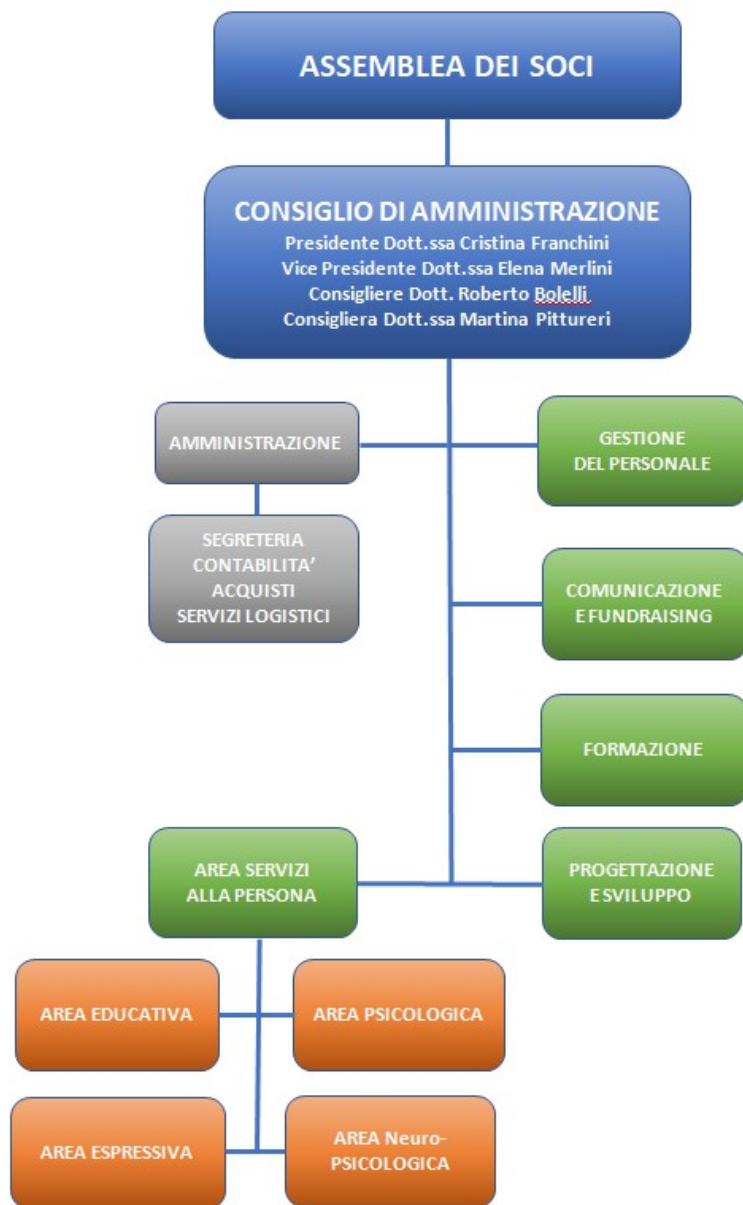 ASSEMBLEA DEI SOCI
CONSIGLIO DI AMMINISTRAZIONE
Presidente Dott.ssa Cristina Franchini
Vice Presidente Dott.ssa Elena Merlini
Consigliere Dott. Roberto Bolelli
Consigliera Dott.ssa Martina Pittureri
AMMINISTRAZIONE
GESTIONE
DEL PERSONALE
SEGRETERIA
CONTABILITA’
ACQUISTI
SERVIZI LOGISTICI
COMUNICAZIONE
E FUNDRAISING
FORMAZIONE
AREA SERVIZI
ALLA PERSONA
PROGETTAZIONE
E SVILUPPO
AREA EDUCATIVA
AREA PSICOLOGICA
AREA ESPRESSIVA
AREA Neuro-
PSICOLOGICA